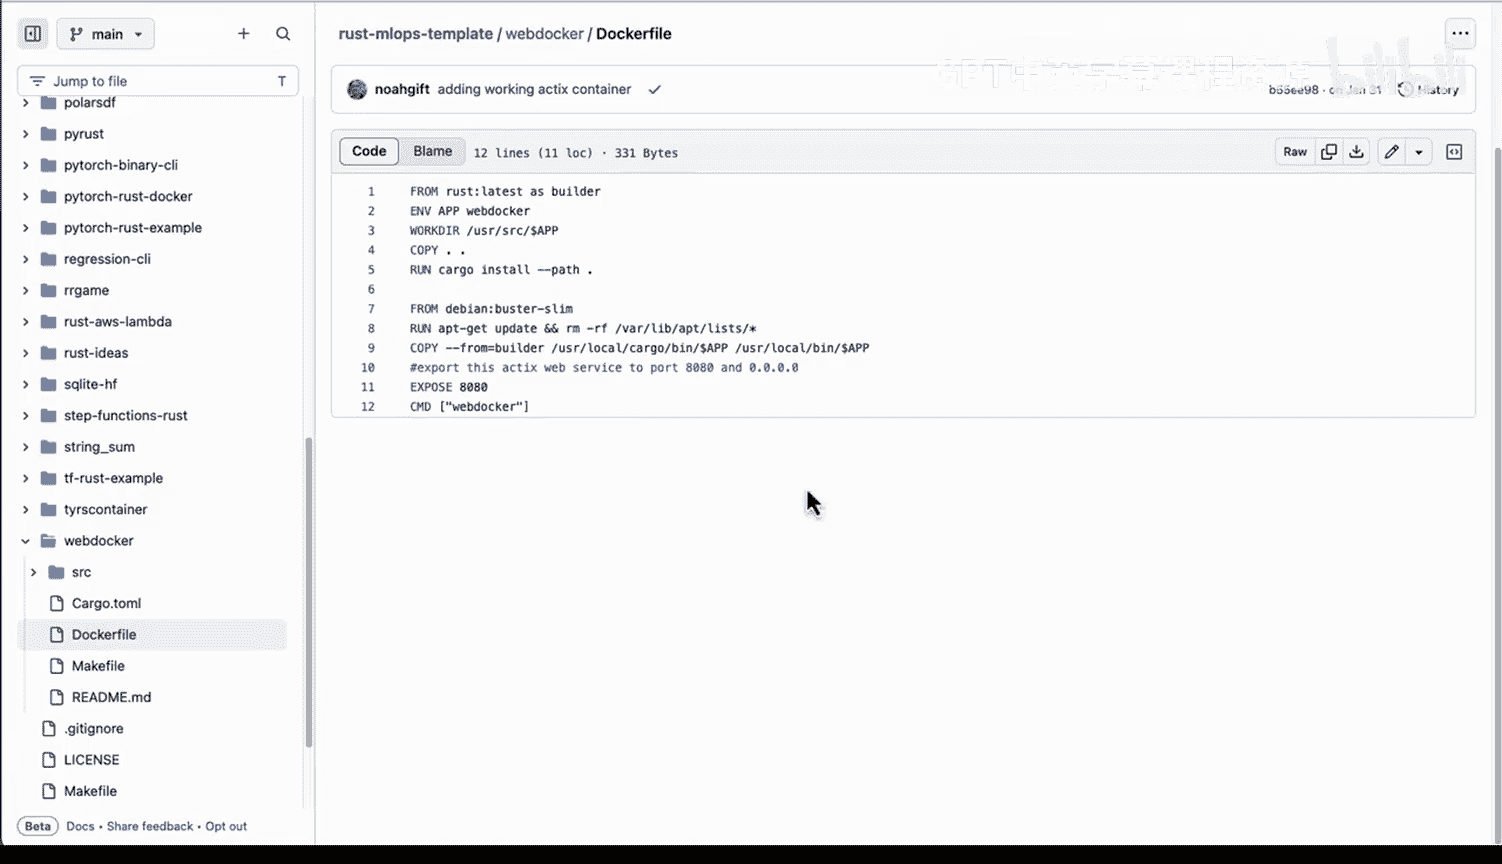 main
rust-mlops-template / webdocker / Dockerfile
Jump to file
T
noahgift adding working actix container
b55ee98 · on Jan 31
History
polarsdf
pyrust
pytorch-binary-cli
pytorch-rust-docker
pytorch-rust-example
regression-cli
rrgame
rust-aws-lambda
rust-ideas
sqlite-hf
step-functions-rust
string_sum
tf-rust-example
tyrscontainer
webdocker
src
Cargo.toml
Dockerfile
Makefile
README.md
.gitignore
LICENSE
Makefile
Beta Docs • Share feedback • Opt out
Code Blame 12 lines (11 loc) · 331 Bytes
Raw
1 FROM rust:latest as builder
2 ENV APP webdocker
3 WORKDIR /usr/src/$APP
4 COPY . .
5 RUN cargo install --path .
6
7 FROM debian:buster-slim
8 RUN apt-get update && rm -rf /var/lib/apt/lists/*
9 COPY --from=builder /usr/local/cargo/bin/$APP /usr/local/bin/$APP
10 #export this actix web service to port 8080 and 0.0.0.0
11 EXPOSE 8080
12 CMD ["webdocker"]
bilibili